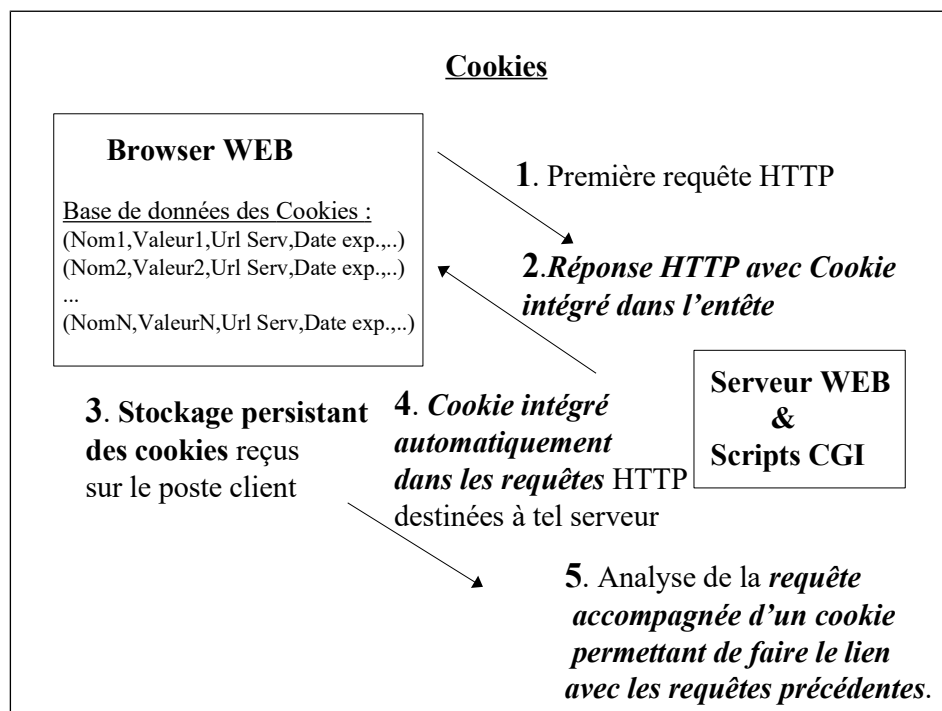 Cookies
Browser WEB
Base de données des Cookies :
(Nom1,Valeur1,Url Serv,Date exp.,..)
(Nom2,Valeur2,Url Serv,Date exp.,..)
...
(NomN,ValeurN,Url Serv,Date exp.,..)
1. Première requête HTTP
2.Réponse HTTP avec Cookie
intégré dans l'entête
Serveur WEB
&
Scripts CGI
3. Stockage persistant
des cookies reçus
sur le poste client
4. Cookie intégré
automatiquement
dans les requêtes HTTP
destinées à tel serveur
5. Analyse de la requête
accompagnée d'un cookie
permettant de faire le lien
avec les requêtes précédentes.